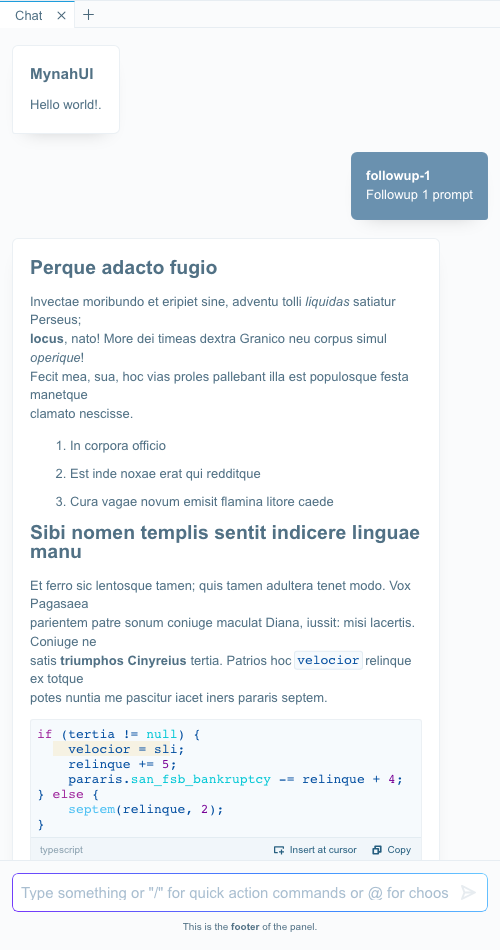 Chat
MynahUI
Hello world!.
followup-1
Followup 1 prompt
Perque adacto fugio
Invectae moribundo et eripiet sine, adventu tolli liquidas satiatur
Perseus;
locus, nato! More dei timeas dextra Granico neu corpus simul
operique!
Fecit mea, sua, hoc vias proles pallebant illa est populosque festa
manetque
clamato nescisse.
1. In corpora officio
2. Est inde noxae erat qui redditque
3. Cura vagae novum emisit flamina litore caede
Sibi nomen templis sentit indicere linguae
manu
Et ferro sic lentosque tamen; quis tamen adultera tenet modo. Vox
Pagasaea
parientem patre sonum coniuge maculat Diana, iussit: misi lacertis.
Coniuge ne
satis triumphos Cinyreius tertia. Patrios hoc velocior relinque
ex totque
potes nuntia me pascitur iacet iners pararis septem.
if (tertia != null) {
    velocior = sli;
    relinque += 5;
    pararis.san_fsb_bankruptcy -= relinque + 4;
} else {
    septem(relinque, 2);
}
typescript Insert at cursor Copy
Type something or "/" for quick action commands or @ for choos
This is the footer of the panel.